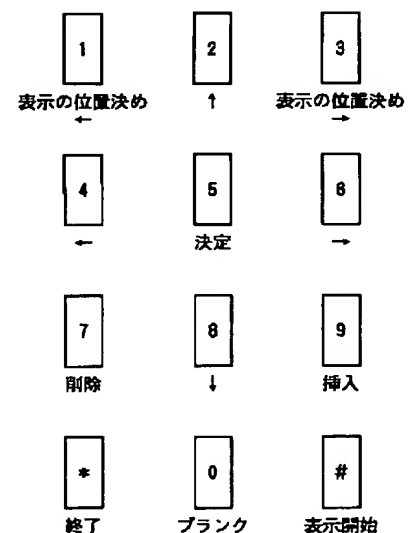 1 2 3
表示の位置決め ↑ 表示の位置決め
← →
4 5 6
← 決定 →
7 8 9
削除 ↓ 挿入
* 0 #
終了 ブランク 表示開始